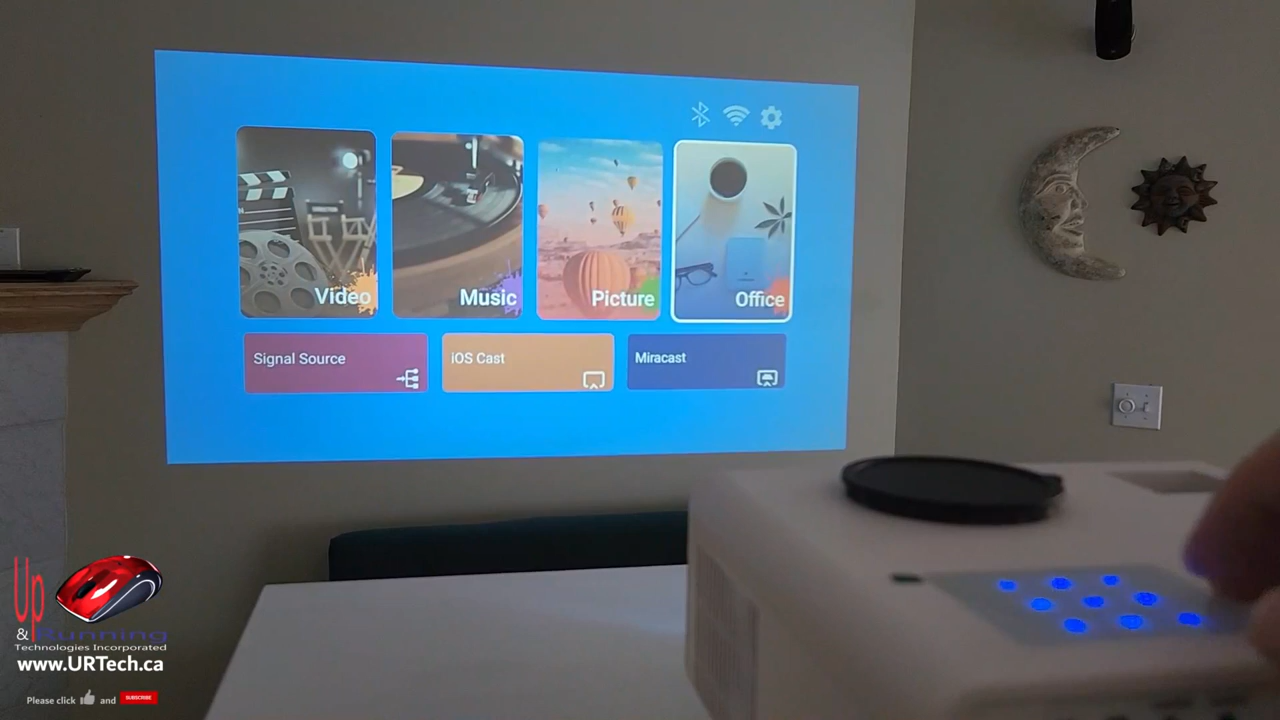 Video
Music
Picture
Office
Signal Source
iOS Cast
Miracast
Up
& Running
Technologies Incorporated
www.URTech.ca
Please click and SUBSCRIBE